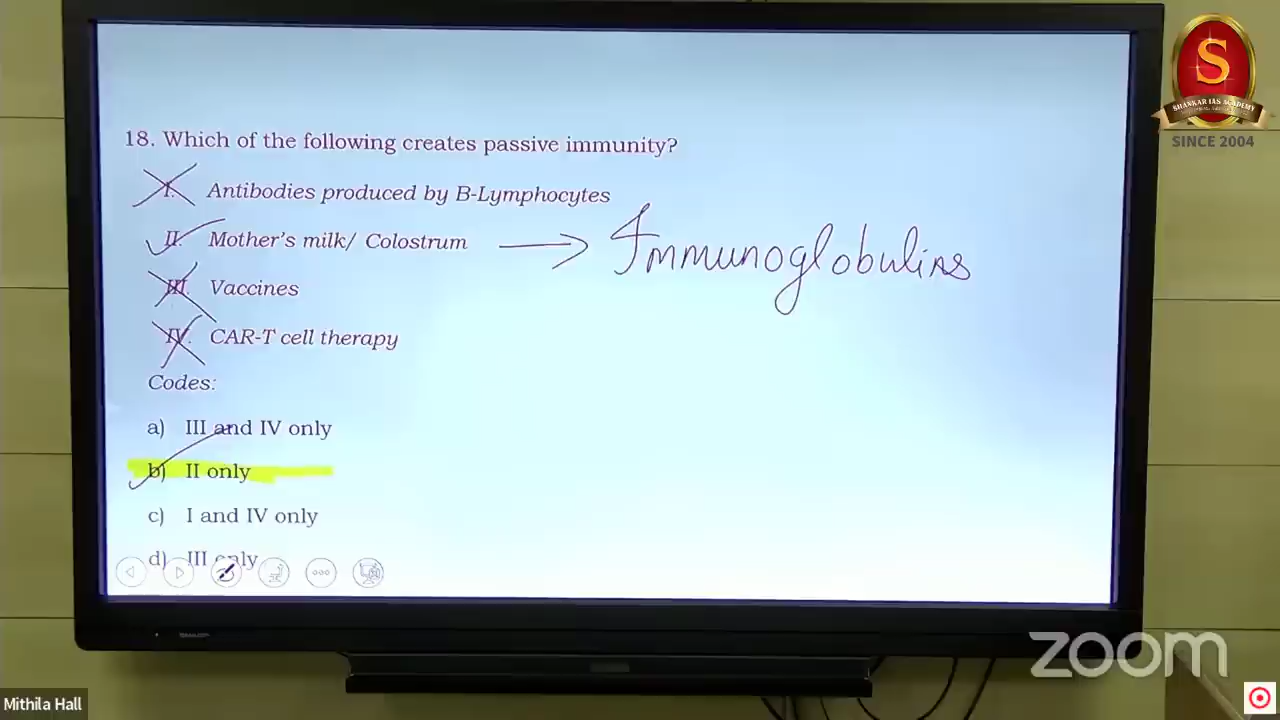 S
SHANKAR IAS ACADEMY
SINCE 2004
18. Which of the following creates passive immunity?
I. Antibodies produced by B-Lymphocytes
II. Mother's milk/ Colostrum
Immunoglobulins
III. Vaccines
IV. CAR-T cell therapy
Codes:
a) III and IV only
b) II only
c) I and IV only
d) III only
zoom
Mithila Hall